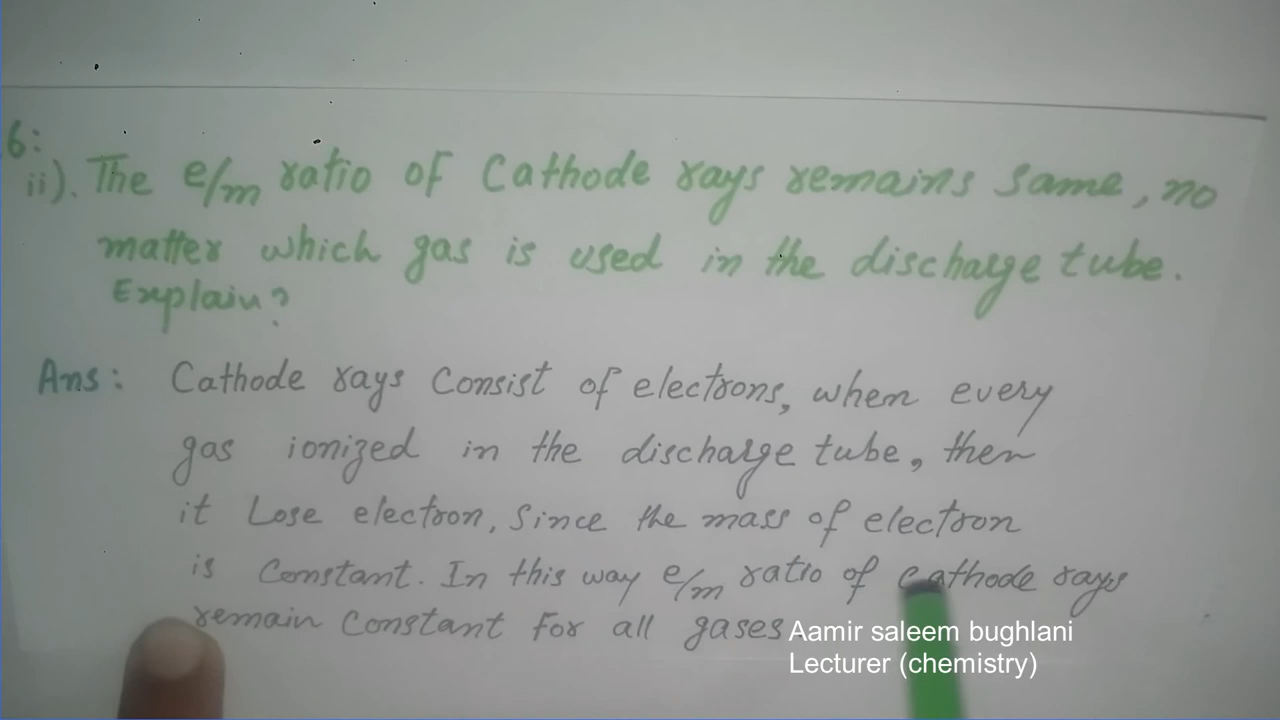 6:
ii). The e/m ratio of Cathode rays remains same, no
matter which gas is used in the discharge tube.
Explain?
Ans: Cathode rays Consist of electrons, when every
gas ionized in the discharge tube, then
it Lose electron, Since the mass of electron
is Constant. In this way e/m ratio of Cathode rays
remain Constant For all gases.
Aamir saleem bughlani
Lecturer (chemistry)